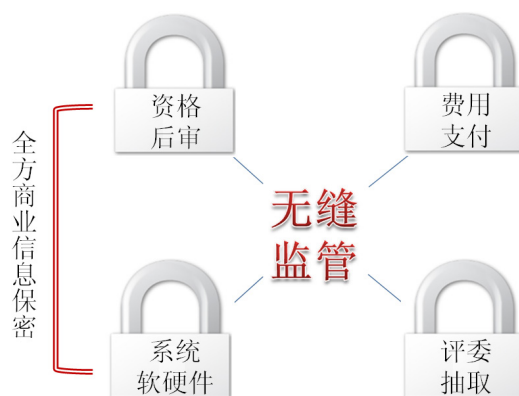 资格
后审
费用
支付
全方商业信息保密
无缝
监管
系统
软硬件
评委
抽取